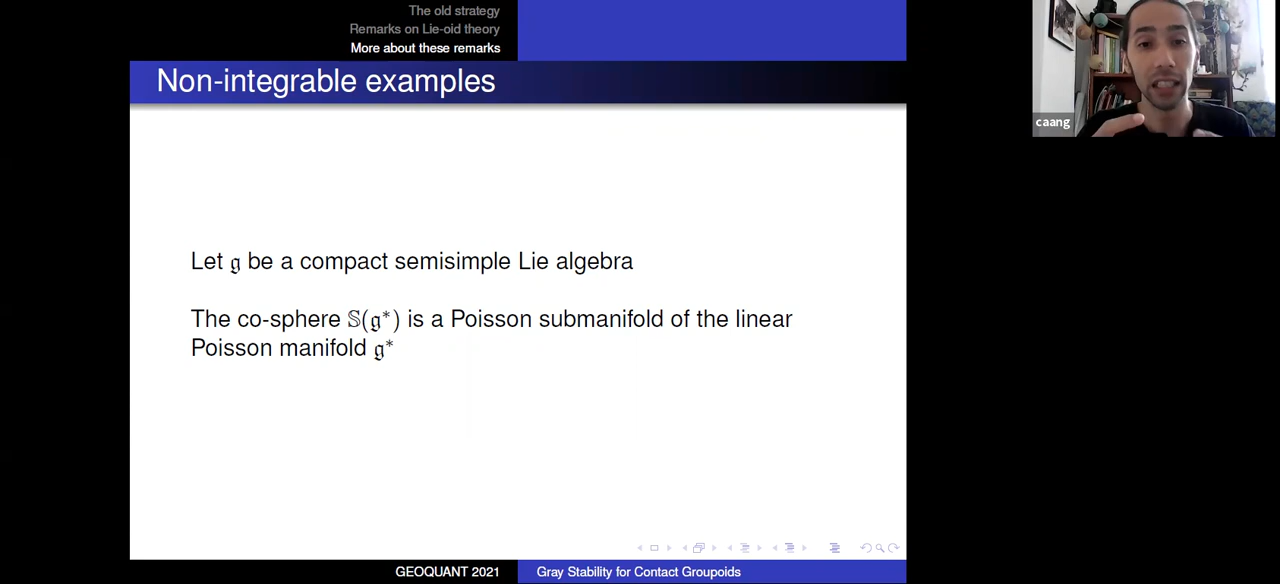 The old strategy
Remarks on Lie-oid theory
More about these remarks
Non-integrable examples
caang
Let 𝔤 be a compact semisimple Lie algebra
The co-sphere 𝕊(𝔤*) is a Poisson submanifold of the linear
Poisson manifold 𝔤*
GEOQUANT 2021
Gray Stability for Contact Groupoids